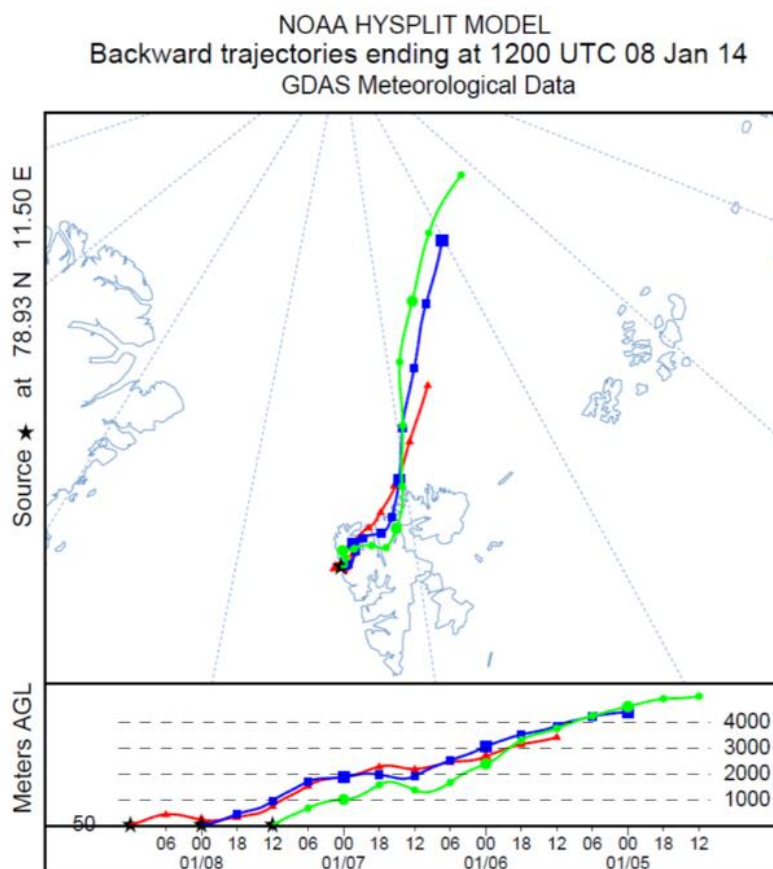 NOAA HYSPLIT MODEL
Backward trajectories ending at 1200 UTC 08 Jan 14
GDAS Meteorological Data
Source ★ at 78.93 N 11.50 E
Meters AGL
4000
3000
2000
1000
50
06 00 18 12 06 00 18 12 06 00 18 12 06 00 18 12
01/08 01/07 01/06 01/05